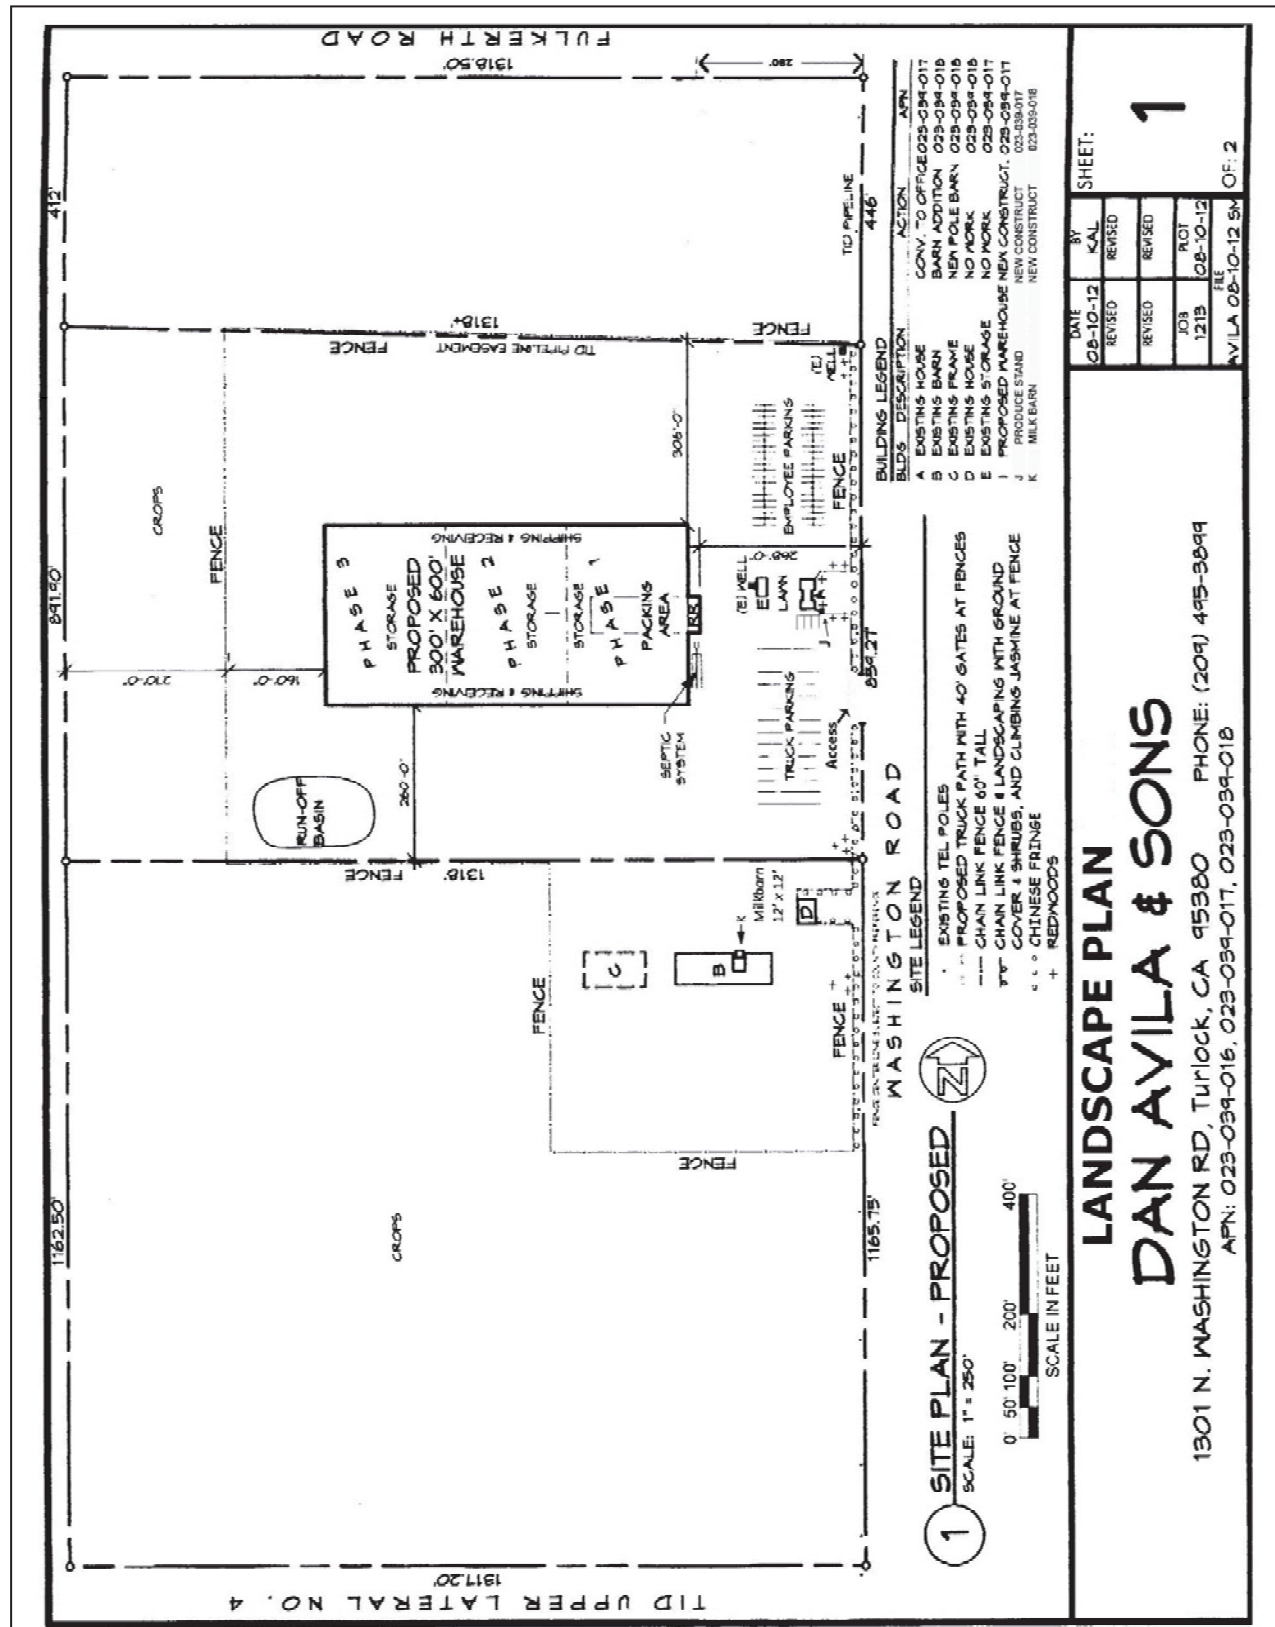 FULKERTH ROAD
1318.50'
280'
412'
446'
TID PIPELINE
891.90'
1318±'
FENCE
TID PIPELINE EASEMENT
FENCE
CROPS
FENCE
306'-0"
(E) WELL
EMPLOYEE PARKING
FENCE
SHIPPING & RECEIVING
PHASE 3
STORAGE
PROPOSED
300' X 600'
WAREHOUSE
PHASE 2
STORAGE
STORAGE
PHASE 1
PACKING
AREA
RR
SHIPPING & RECEIVING
268'-0"
(E) WELL
E
LAWN
A
J
859.27
210'-0"
160'-0"
SEPTIC
SYSTEM
TRUCK PARKING
Access
260'-0"
RUN-OFF
BASIN
FENCE
1318'
K
Milkbarn
12' x 12'
D
C
B
FENCE
FENCE
FENCE
1162.50'
CROPS
1165.75'
1317.20'
TID UPPER LATERAL NO. 4
WASHINGTON ROAD
BUILDING LEGEND
BLDG DESCRIPTION ACTION APN
A EXISTING HOUSE CONV. TO OFFICE 023-039-017
B EXISTING BARN BARN ADDITION 023-039-018
C EXISTING FRAME NEW POLE BARN 023-039-018
D EXISTING HOUSE NO WORK 023-039-018
E EXISTING STORAGE NO WORK 023-039-017
I PROPOSED WAREHOUSE NEW CONSTRUCT. 023-039-017
J PRODUCE STAND NEW CONSTRUCT 023-039-017
K MILK BARN NEW CONSTRUCT 023-039-018
SITE LEGEND
EXISTING TEL POLES
PROPOSED TRUCK PATH WITH 40' GATES AT FENCES
CHAIN LINK FENCE 60" TALL
CHAIN LINK FENCE & LANDSCAPING WITH GROUND
COVER & SHRUBS, AND CLIMBING JASMINE AT FENCE
CHINESE FRINGE
+ REDWOODS
1 SITE PLAN - PROPOSED
SCALE: 1" = 250'
N
0' 50' 100' 200' 400'
SCALE IN FEET
LANDSCAPE PLAN
DAN AVILA & SONS
1301 N. WASHINGTON RD, Turlock, CA 95380 PHONE: (209) 495-3899
APN: 023-039-016, 023-039-017, 023-039-018
DATE BY
08-10-12 KAL
REVISED REVISED
REVISED REVISED
JOB PLOT
1213 08-10-12
FILE
AVILA 08-10-12 SM
SHEET:
1
OF: 2